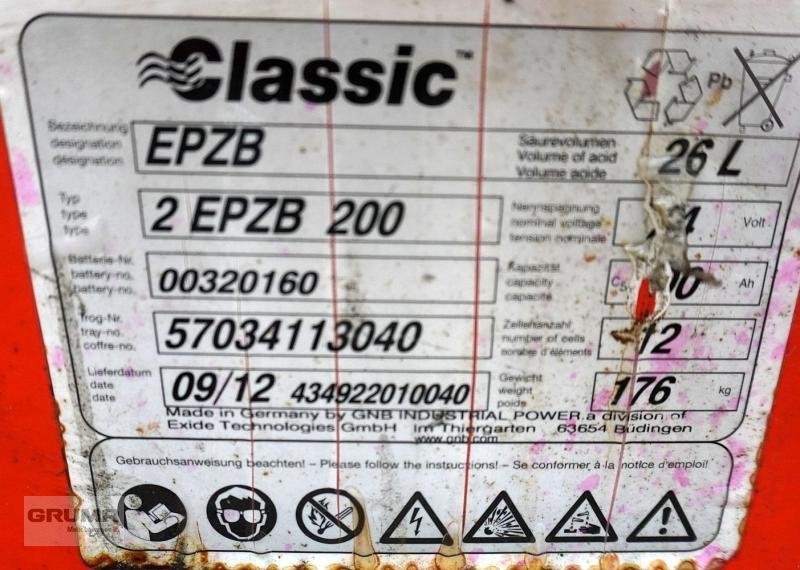 Classic™
Pb
Bezeichnung
designation
désignation
EPZB
Säurevolumen
Volume of acid
Volume acide
26 L
Typ
type
type
2 EPZB 200
Nennspannung
nominal voltage
tension nominale
Volt
Batterie-Nr.
battery-no.
battery-no.
00320160
Kapazität
capacity
capacité
C5
Ah
Trog-Nr.
tray-no.
coffre-no.
57034113040
Zellenanzahl
number of cells
nombre d'éléments
12
Lieferdatum
date
date
09/12 434922010040
Gewicht
weight
poids
176 kg
Made in Germany by GNB INDUSTRIAL POWER.a division of
Exide Technologies GmbH Im Thiergarten 63654 Büdingen
www.gnb.com
Gebrauchsanweisung beachten! – Please follow the instructions! – Se conformer à la notice d'emploi!
GRUMA